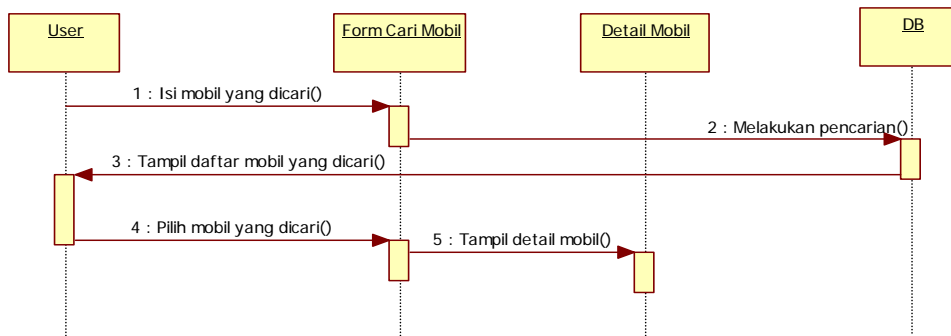 User
Form Cari Mobil
Detail Mobil
DB
1 : Isi mobil yang dicari()
2 : Melakukan pencarian()
3 : Tampil daftar mobil yang dicari()
4 : Pilih mobil yang dicari()
5 : Tampil detail mobil()